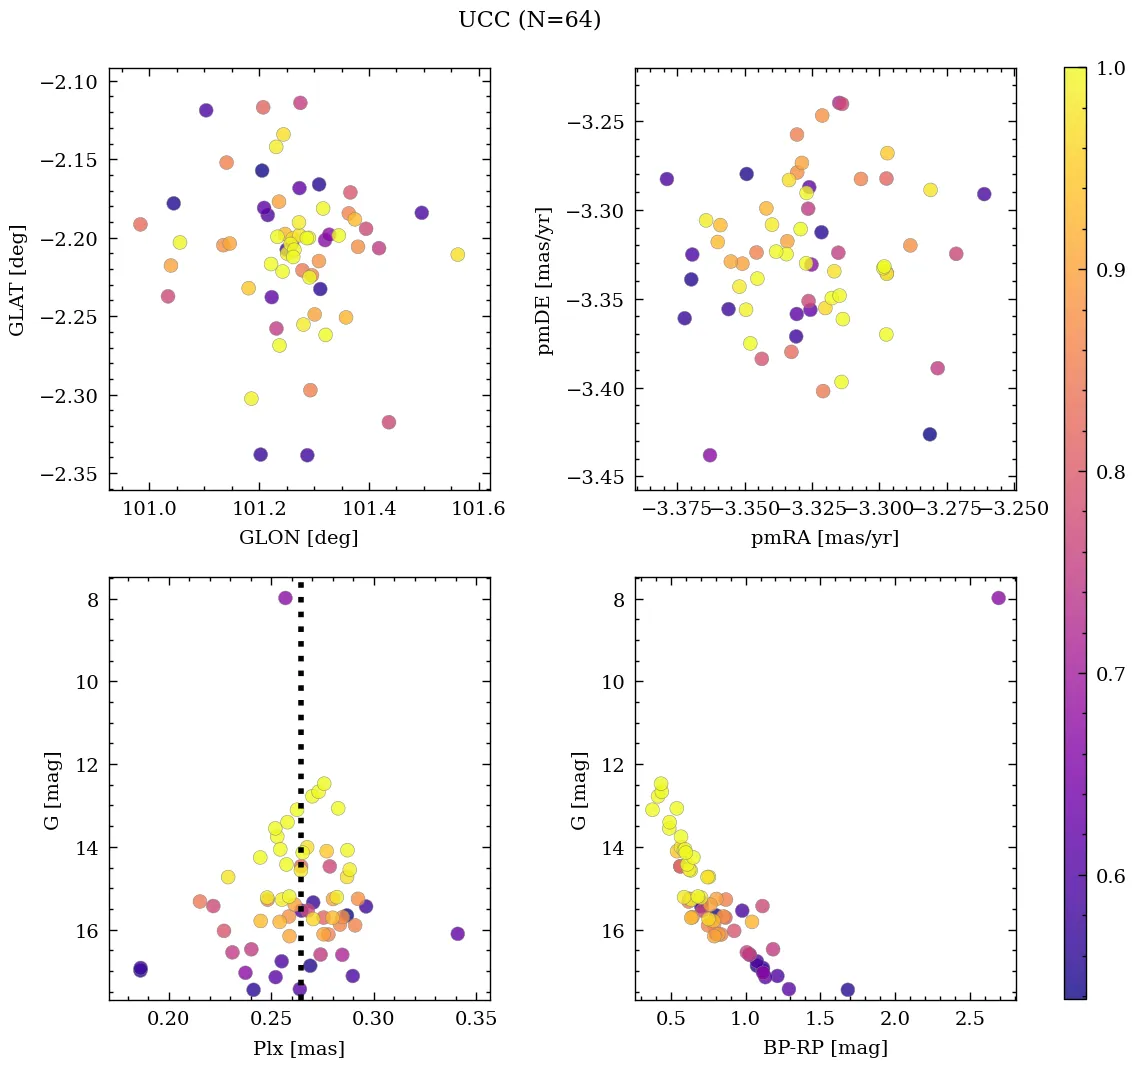 UCC (N=64)
−2.10
−2.15
−2.20
−2.25
−2.30
−2.35
GLAT [deg]
101.0 101.2 101.4 101.6
GLON [deg]
−3.25
−3.30
−3.35
−3.40
−3.45
pmDE [mas/yr]
−3.375 −3.350 −3.325 −3.300 −3.275 −3.250
pmRA [mas/yr]
8
10
12
14
16
G [mag]
0.20 0.25 0.30 0.35
Plx [mas]
8
10
12
14
16
G [mag]
0.5 1.0 1.5 2.0 2.5
BP-RP [mag]
1.0
0.9
0.8
0.7
0.6